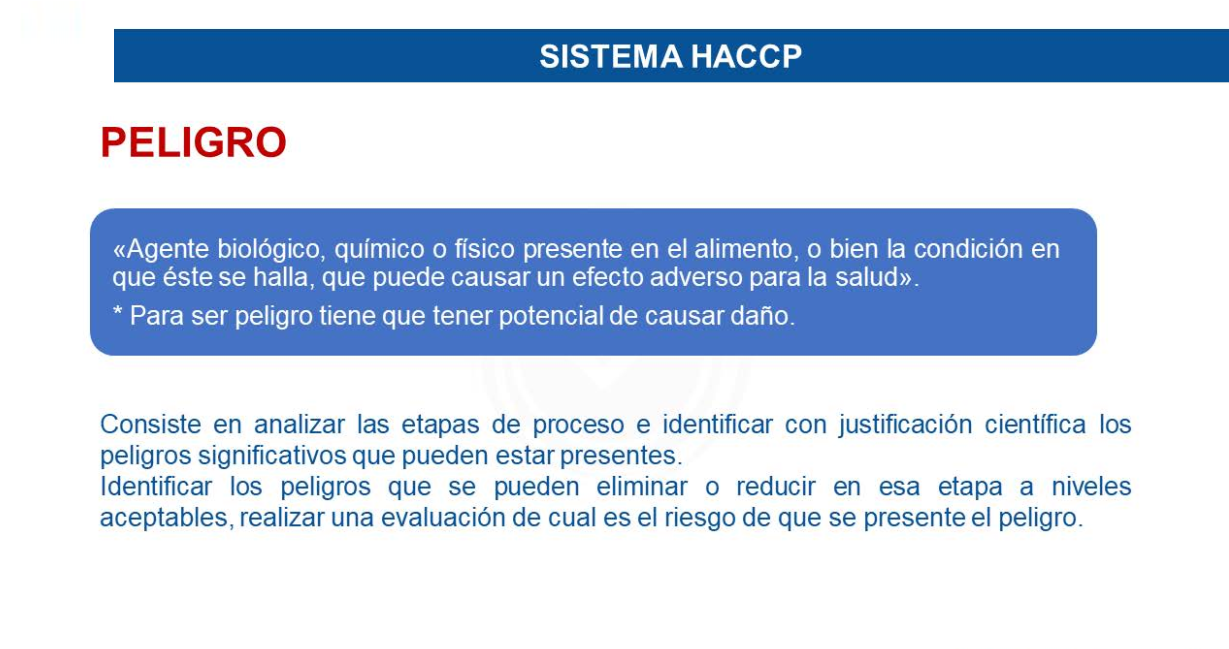 SISTEMA HACCP
PELIGRO
«Agente biológico, químico o físico presente en el alimento, o bien la condición en
que éste se halla, que puede causar un efecto adverso para la salud».
* Para ser peligro tiene que tener potencial de causar daño.
Consiste en analizar las etapas de proceso e identificar con justificación científica los
peligros significativos que pueden estar presentes.
Identificar los peligros que se pueden eliminar o reducir en esa etapa a niveles
aceptables, realizar una evaluación de cual es el riesgo de que se presente el peligro.